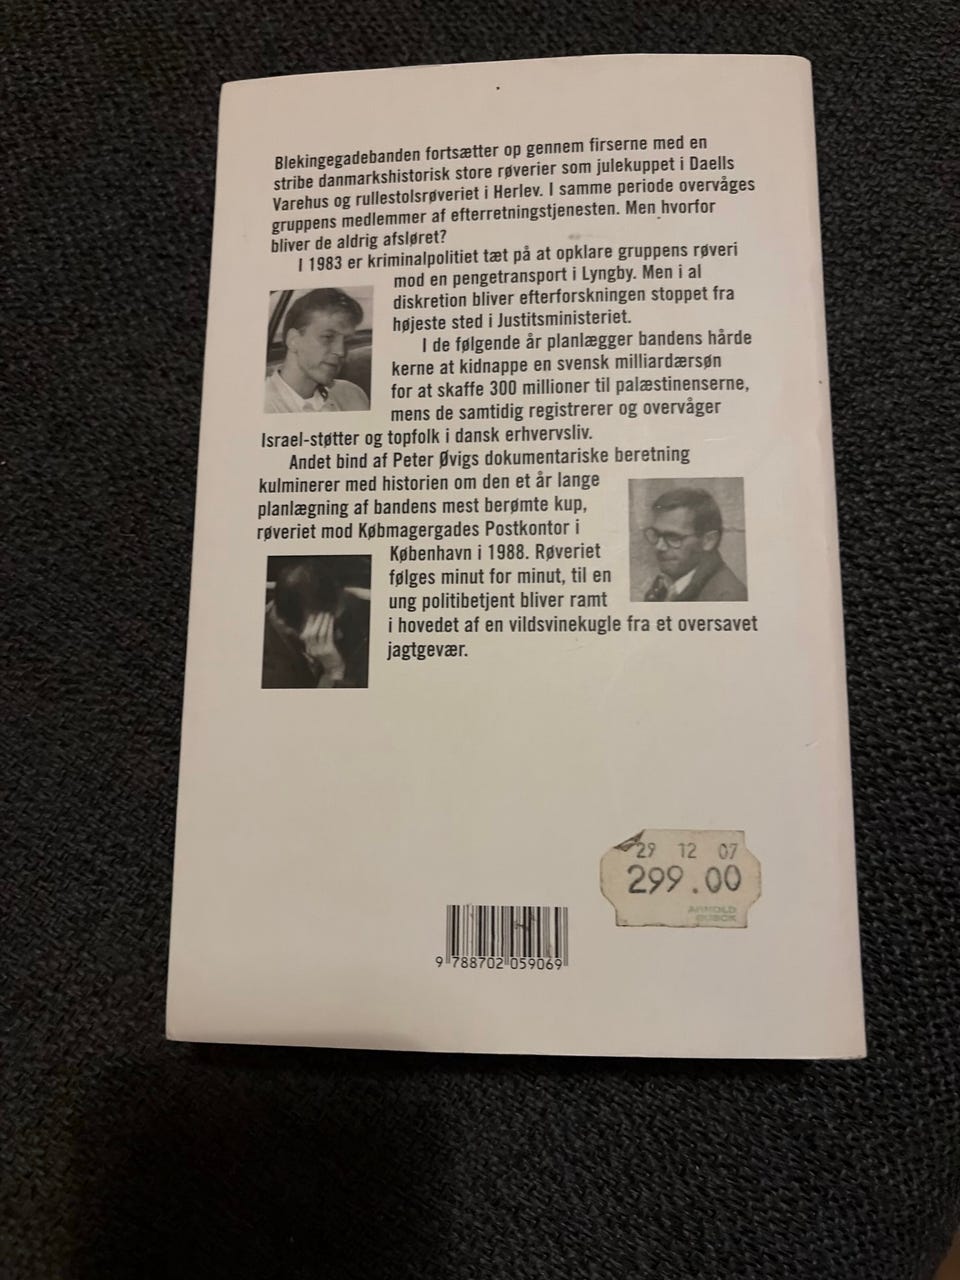 Blekingegadebanden fortsætter op gennem firserne med en
stribe danmarkshistorisk store røverier som julekuppet i Daells
Varehus og rullestolsrøveriet i Herlev. I samme periode overvåges
gruppens medlemmer af efterretningstjenesten. Men hvorfor
bliver de aldrig afsløret?
I 1983 er kriminalpolitiet tæt på at opklare gruppens røveri
mod en pengetransport i Lyngby. Men i al
diskretion bliver efterforskningen stoppet fra
højeste sted i Justitsministeriet.
I de følgende år planlægger bandens hårde
kerne at kidnappe en svensk milliardærsøn
for at skaffe 300 millioner til palæstinenserne,
mens de samtidig registrerer og overvåger
Israel-støtter og topfolk i dansk erhvervsliv.
Andet bind af Peter Øvigs dokumentariske beretning
kulminerer med historien om den et år lange
planlægning af bandens mest berømte kup,
røveriet mod Købmagergades Postkontor i
København i 1988. Røveriet
følges minut for minut, til en
ung politibetjent bliver ramt
i hovedet af en vildsvinekugle fra et oversavet
jagtgevær.
29 12 07
299.00
ARNOLD
BUSCK
9 788702 059069